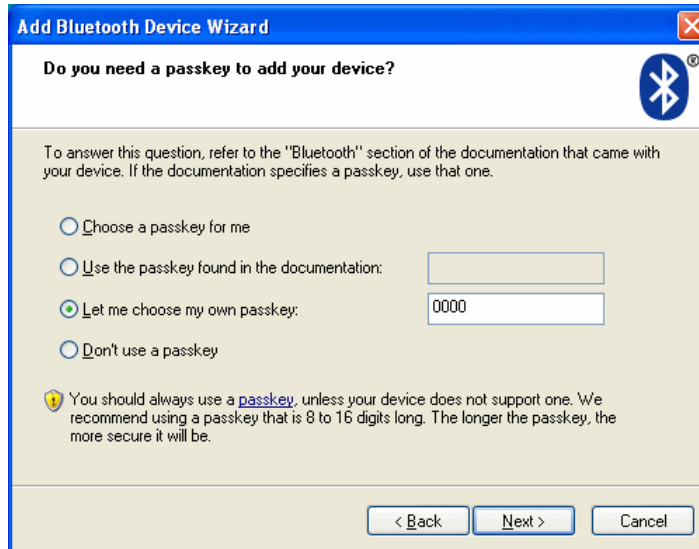 Add Bluetooth Device Wizard
Do you need a passkey to add your device?
®
To answer this question, refer to the "Bluetooth" section of the documentation that came with
your device. If the documentation specifies a passkey, use that one.
Choose a passkey for me
Use the passkey found in the documentation:
Let me choose my own passkey: 0000
Don't use a passkey
You should always use a passkey, unless your device does not support one. We
recommend using a passkey that is 8 to 16 digits long. The longer the passkey, the
more secure it will be.
< Back Next > Cancel